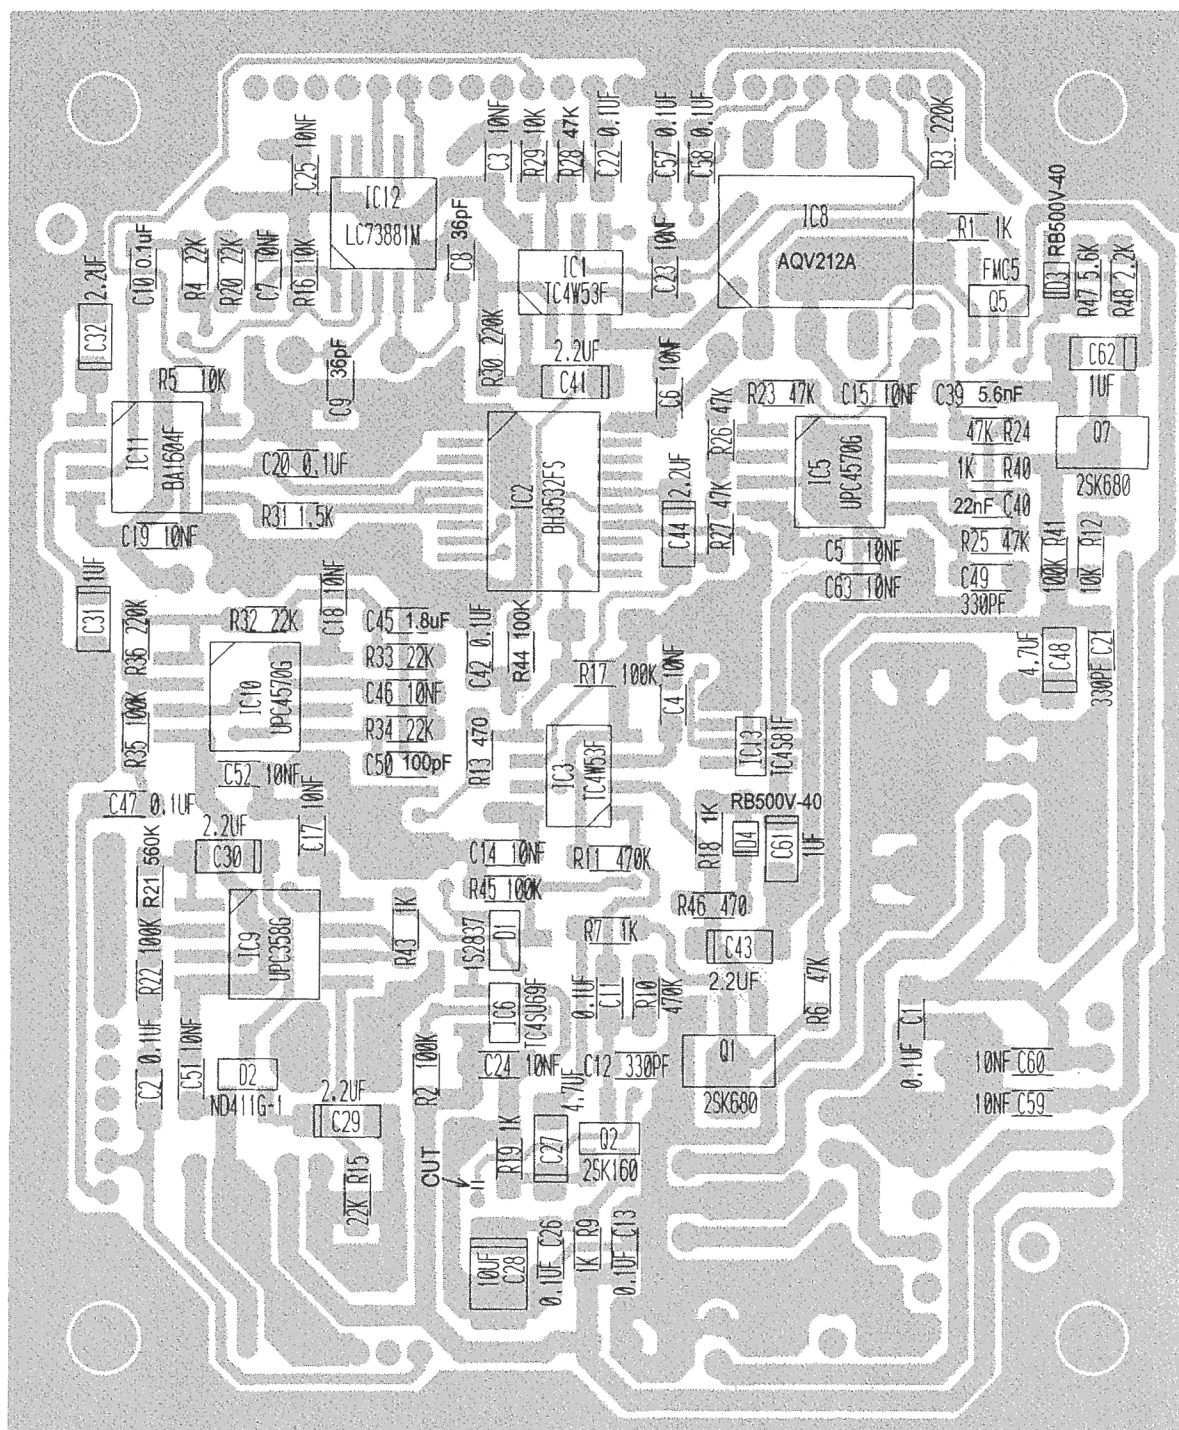 C25 10NF
IC12
LC73881M
C3 10NF
R29 10K
R28 47K
C22 0.1UF
C57 0.1UF
C58 0.1UF
R3 220K
IC8
AQV212A
R1 1K
RB500V-40
D3
FMC5
Q5
R47 5.6K
R48 2.2K
2.2UF
C32
C10 0.1uF
R4 22K
R20 22K
C7 10NF
R16 10K
C8 36pF
IC1
TC4W53F
C23 10NF
R30 220K
2.2UF
C41
C6 10NF
C62
1UF
R5 10K
C9 36pF
R26 47K
R23 47K
C15 10NF
C39 5.6nF
IC11
BA1604F
C20 0.1UF
R31 1.5K
C19 10NF
IC2
BH3532FS
C44 2.2UF
R27 47K
IC5
UPC4570G
47K R24
1K R40
22nF C40
R25 47K
C49
330PF
Q7
2SK680
100K R41
10K R12
C5 10NF
C63 10NF
C31 1UF
R36 220K
R32 22K
C18 10NF
C45 1.8uF
R33 22K
C46 10NF
R34 22K
C50 100pF
C42 0.1UF
R44 100K
R17 100K
C4 10NF
4.7UF C48
330PF C21
IC10
UPC4570G
R35 100K
C52 10NF
R13 470
IC3
TC4W53F
IC13
TC4S81F
C47 0.1UF
2.2UF
C30
C17 10NF
RB500V-40
R18 1K
D4
C61 1UF
R21 560K
C14 10NF
R11 470K
R45 100K
R46 470
R22 100K
IC9
UPC358G
R43 1K
1S2837
D1
R7 1K
C43
2.2UF
R6 47K
IC6
TC4SU69F
0.1UF C11
R10 470K
0.1UF C1
C2 0.1UF
C51 10NF
D2
ND411G-1
2.2UF
C29
R2 100K
C24 10NF
C12 330PF
Q1
2SK680
10NF C60
10NF C59
22K R15
CUT
R19 1K
4.7UF
C27
Q2
2SK160
10UF
C28
0.1UF C26
1K R9
0.1UF C13